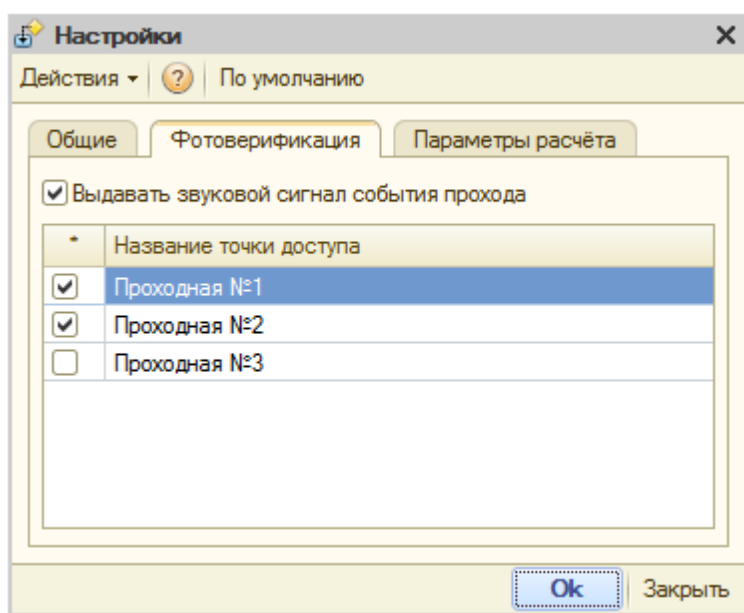 Настройки
Действия ? По умолчанию
Общие Фотоверификация Параметры расчёта
Выдавать звуковой сигнал события прохода
* Название точки доступа
Проходная №1
Проходная №2
Проходная №3
Ok Закрыть